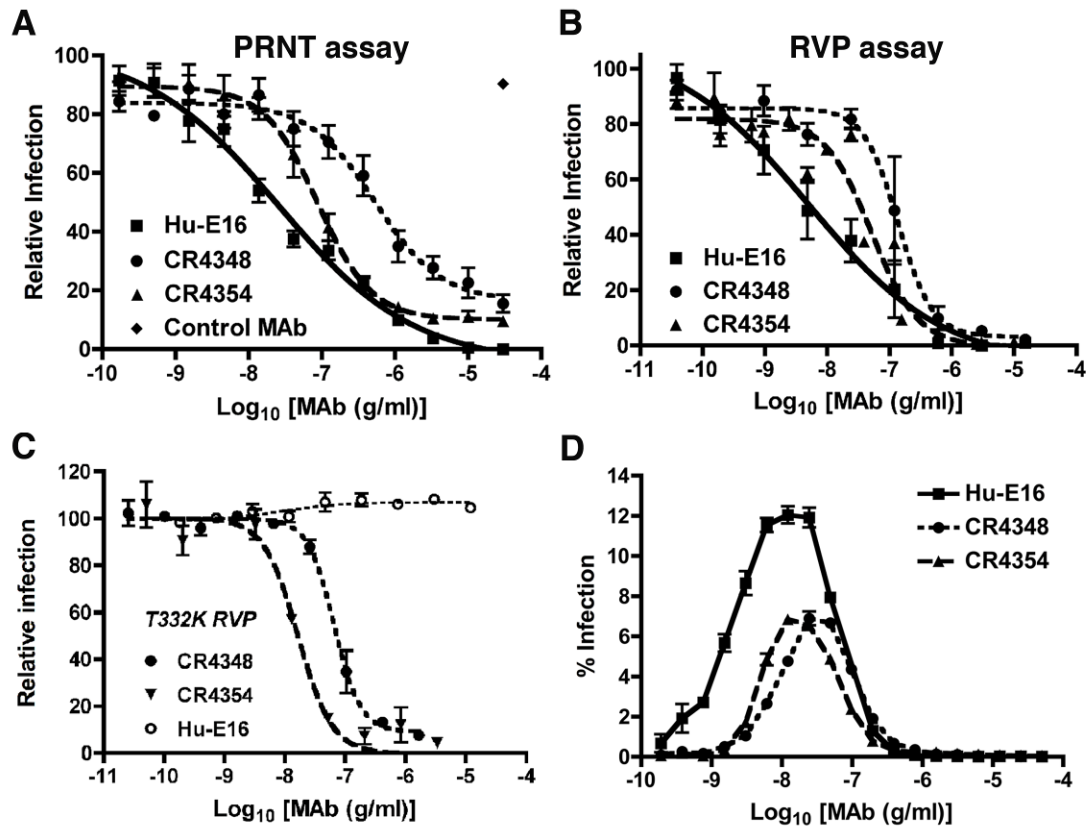 A
PRNT assay
100
80
60
40
20
0
Relative Infection
Hu-E16
CR4348
CR4354
Control MAb
-10 -9 -8 -7 -6 -5 -4
Log10 [MAb (g/ml)]
B
RVP assay
100
80
60
40
20
0
Relative Infection
Hu-E16
CR4348
CR4354
-11 -10 -9 -8 -7 -6 -5 -4
Log10 [MAb (g/ml)]
C
120
100
80
60
40
20
0
Relative infection
T332K RVP
CR4348
CR4354
Hu-E16
-11 -10 -9 -8 -7 -6 -5 -4
Log10 [MAb (g/ml)]
D
14
12
10
8
6
4
2
0
% Infection
Hu-E16
CR4348
CR4354
-10 -9 -8 -7 -6 -5 -4
Log10 [MAb (g/ml)]